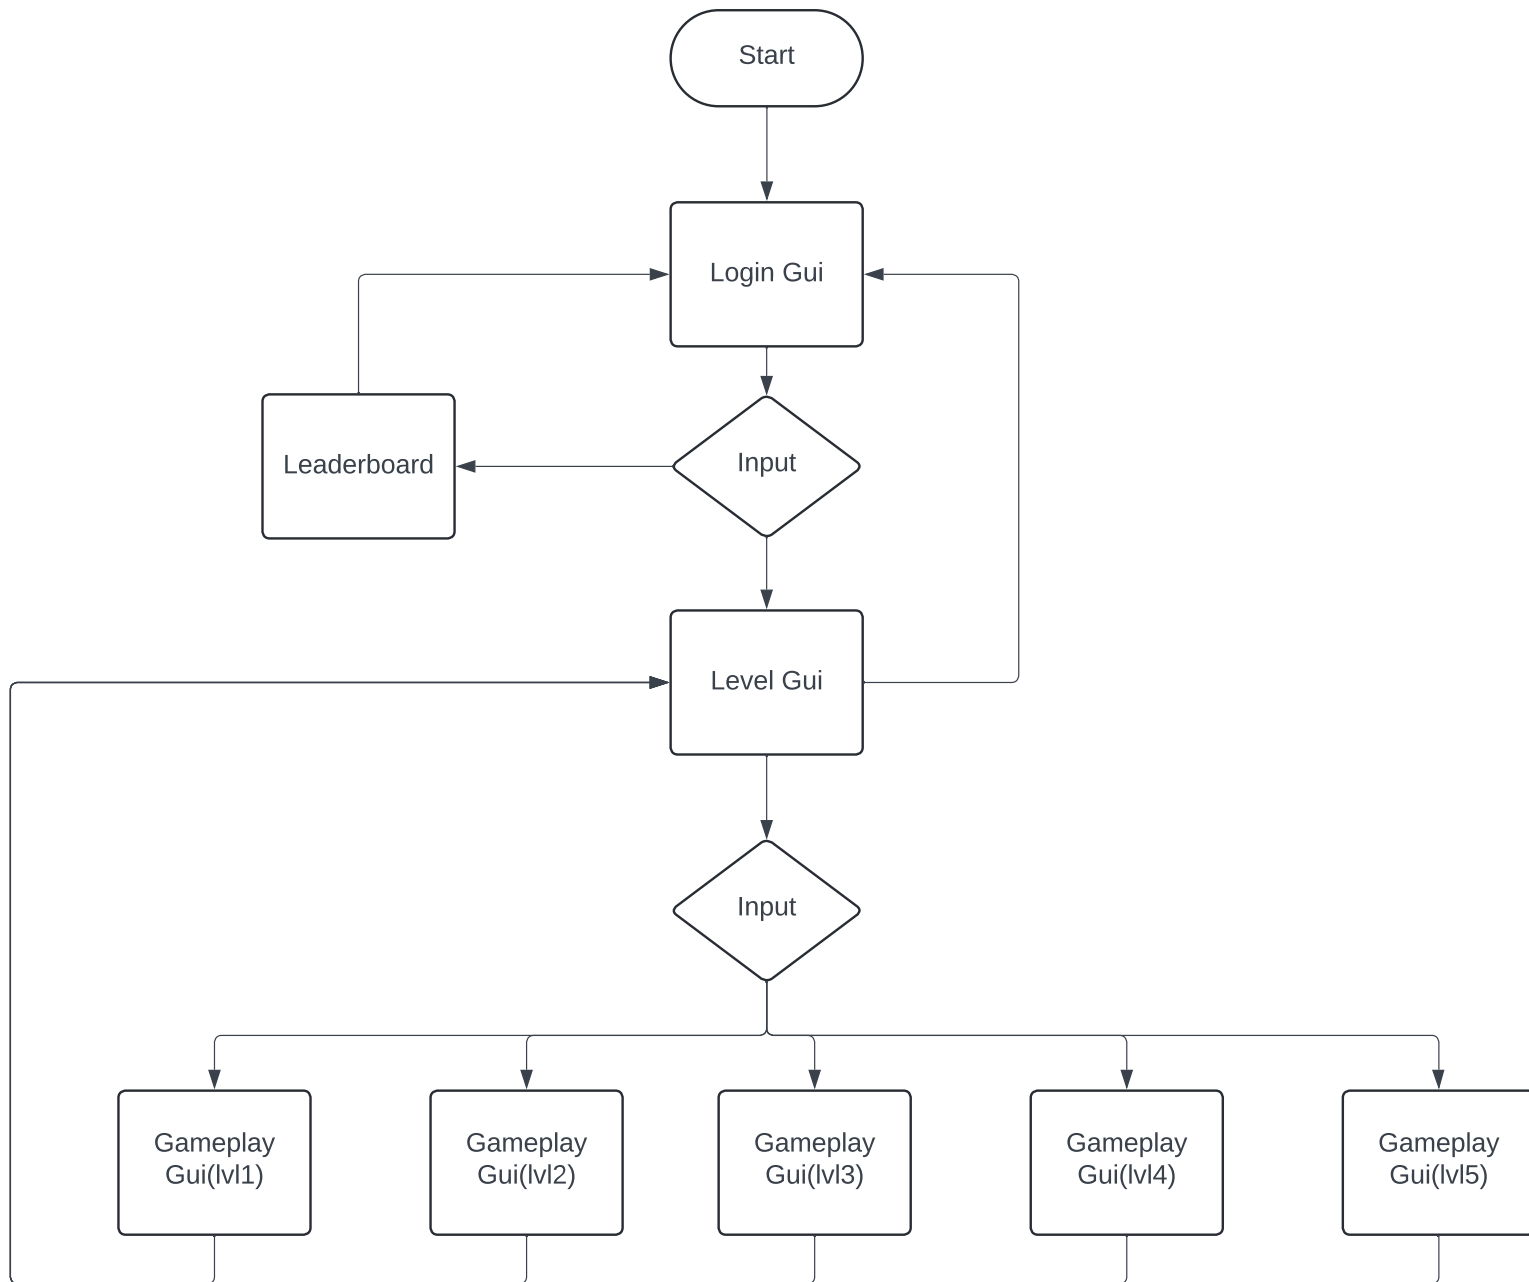 Start
Login Gui
Leaderboard
Input
Level Gui
Input
Gameplay
Gui(lvl1)
Gameplay
Gui(lvl2)
Gameplay
Gui(lvl3)
Gameplay
Gui(lvl4)
Gameplay
Gui(lvl5)